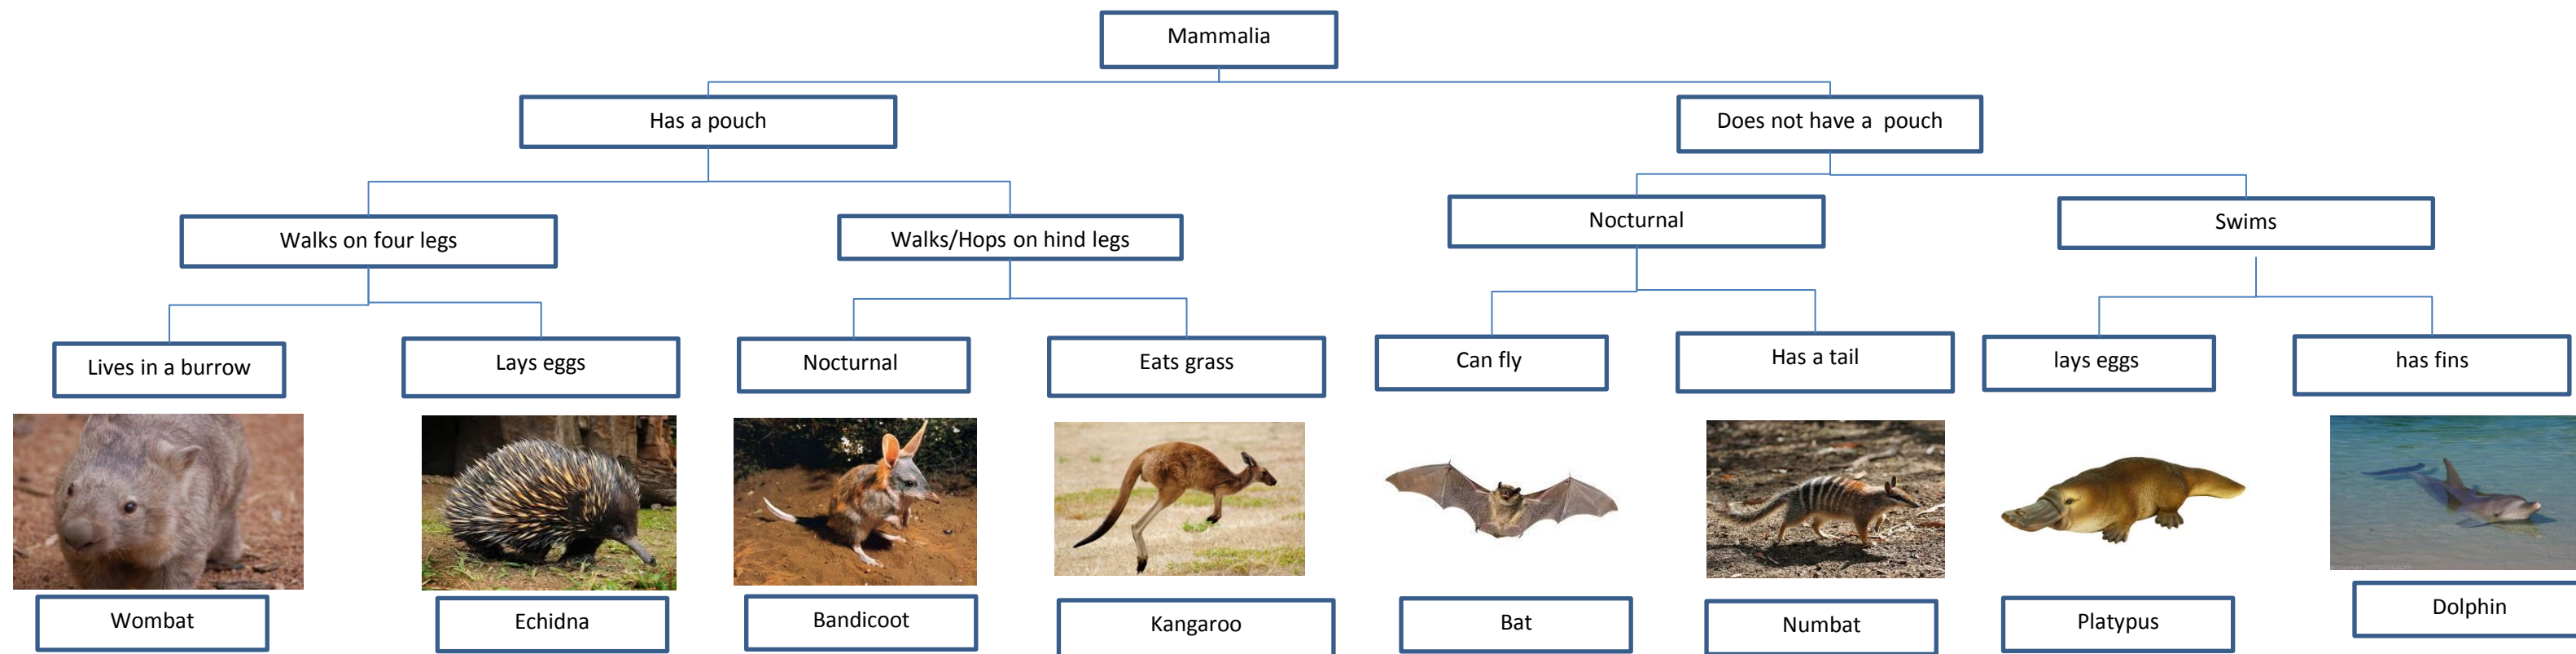 Mammalia
Has a pouch
Does not have a pouch
Walks on four legs
Walks/Hops on hind legs
Nocturnal
Swims
Lives in a burrow
Lays eggs
Nocturnal
Eats grass
Can fly
Has a tail
lays eggs
has fins
Wombat
Echidna
Bandicoot
Kangaroo
Bat
Numbat
Platypus
Dolphin